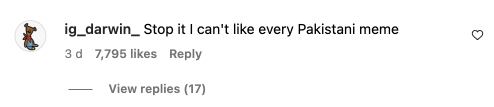 ig_darwin_ Stop it I can't like every Pakistani meme
3 d 7,795 likes Reply
View replies (17)